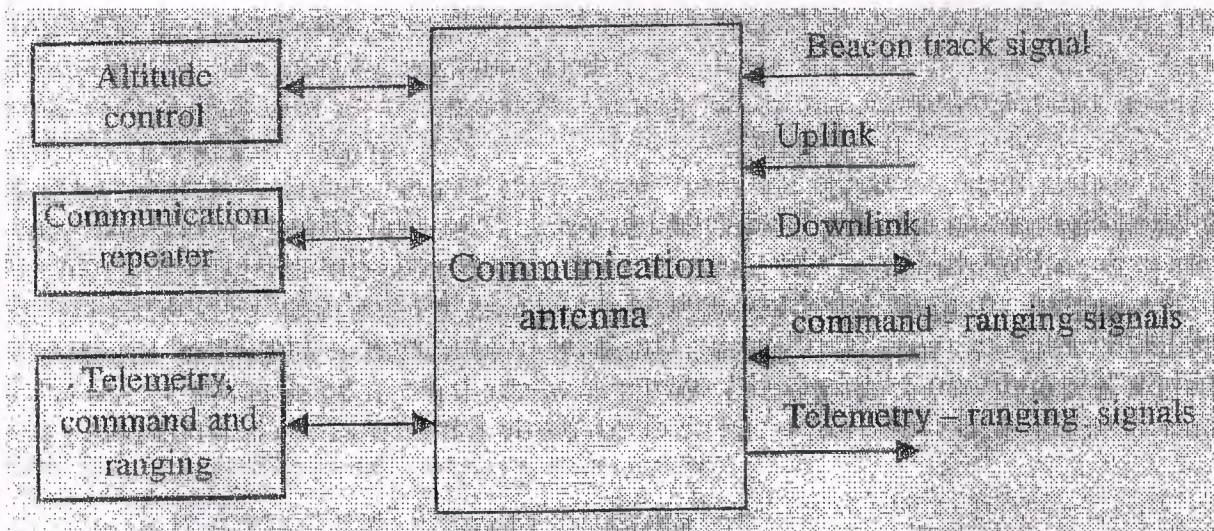 Altitude
control
Communication
repeater
Telemetry,
command and
ranging
Communication
antenna
Beacon track signal
Uplink
Downlink
command - ranging signals
Telemetry – ranging signals